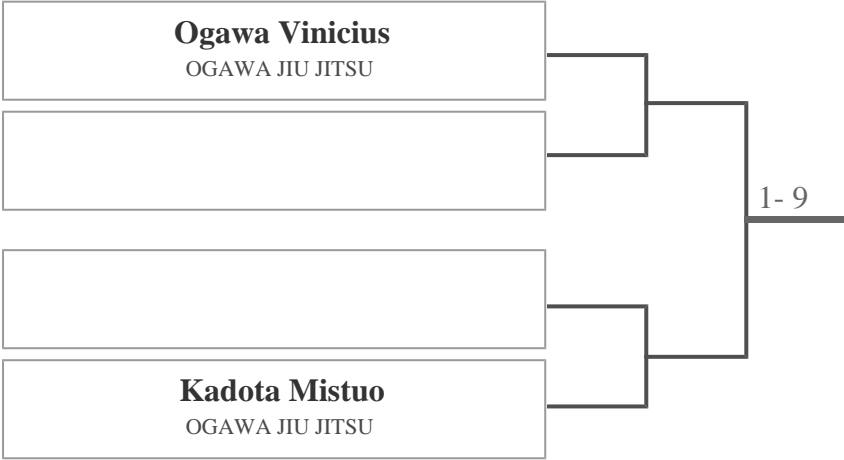 Ogawa Vinicius
OGAWA JIU JITSU
1- 9
Kadota Mistuo
OGAWA JIU JITSU